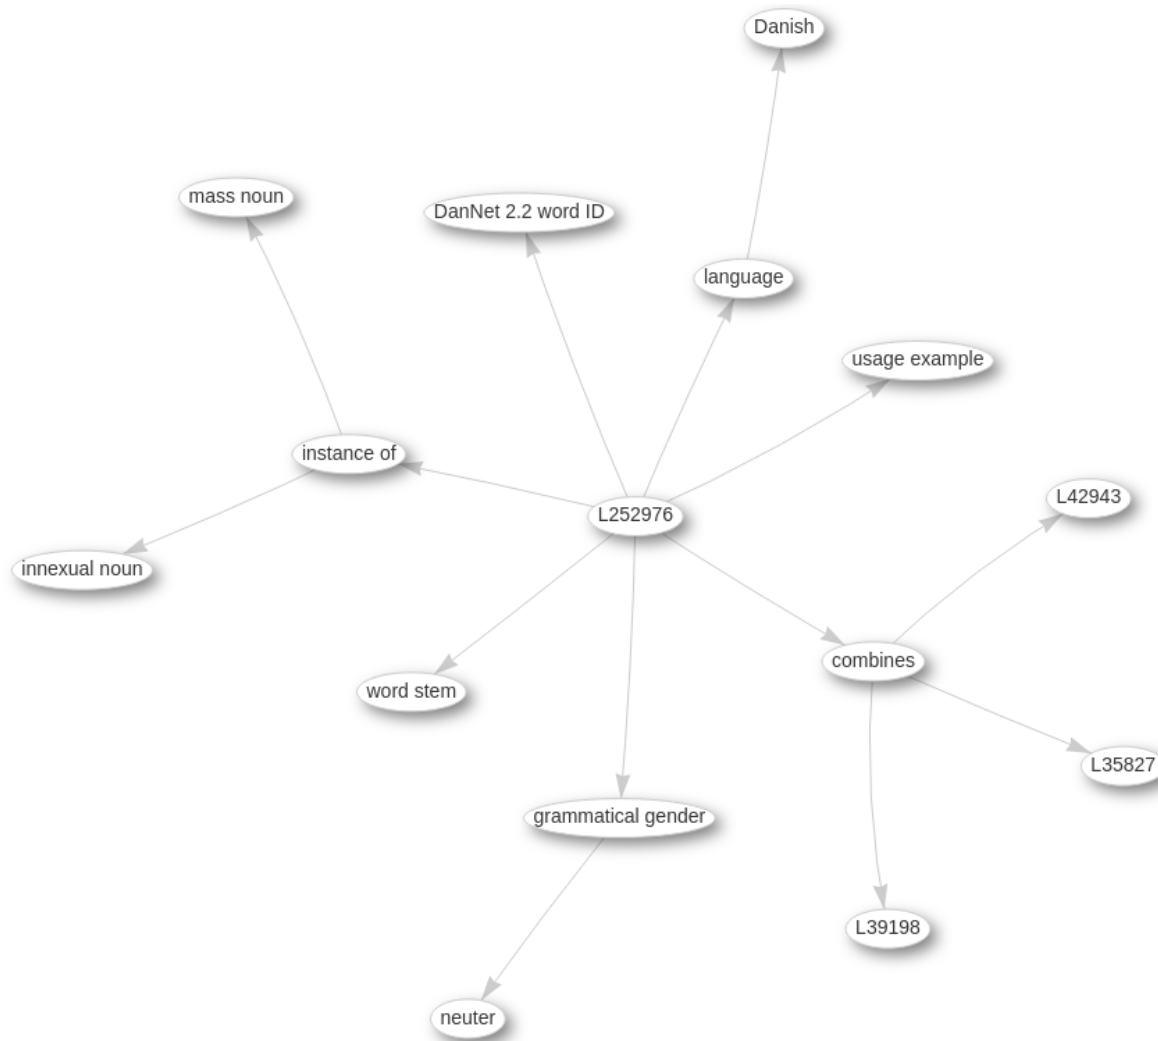 Danish
mass noun
DanNet 2.2 word ID
language
usage example
instance of
L42943
L252976
innexual noun
combines
word stem
L35827
grammatical gender
L39198
neuter